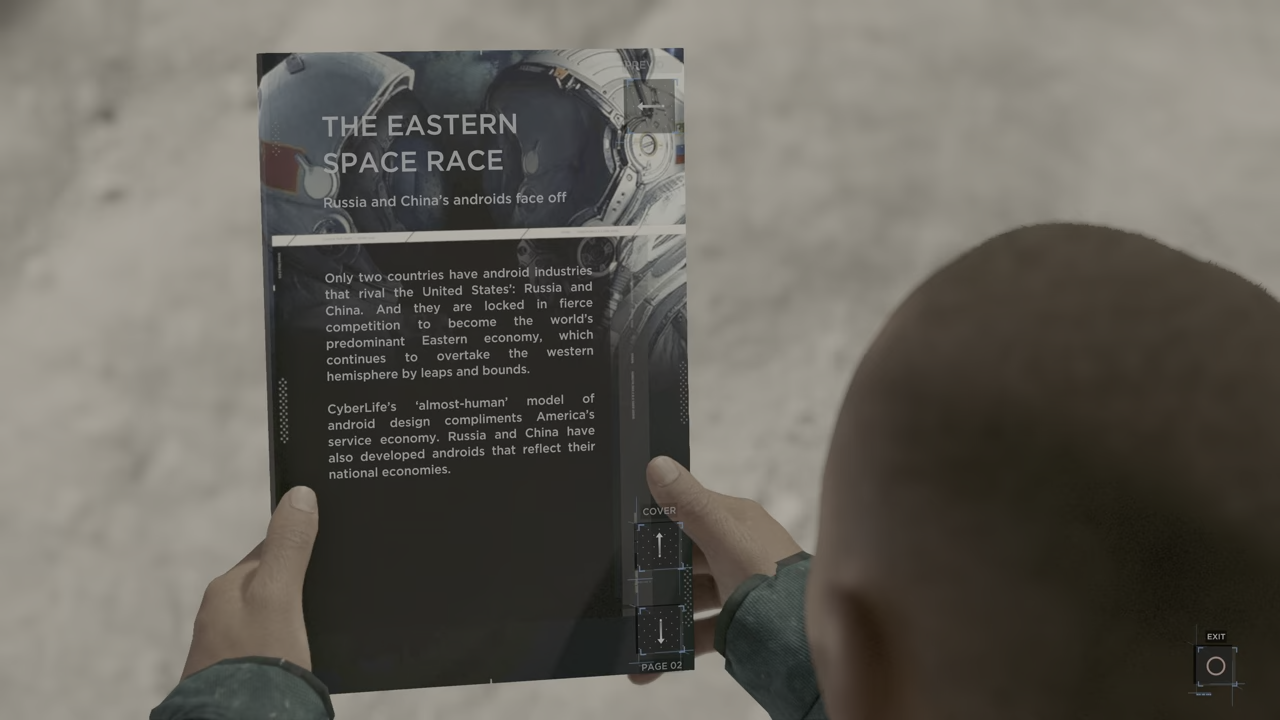 PREV
THE EASTERN
SPACE RACE
Russia and China's androids face off
Only two countries have android industries
that rival the United States': Russia and
China. And they are locked in fierce
competition to become the world's
predominant Eastern economy, which
continues to overtake the western
hemisphere by leaps and bounds.
CyberLife's 'almost-human' model of
android design compliments America's
service economy. Russia and China have
also developed androids that reflect their
national economies.
COVER
PAGE 02
EXIT